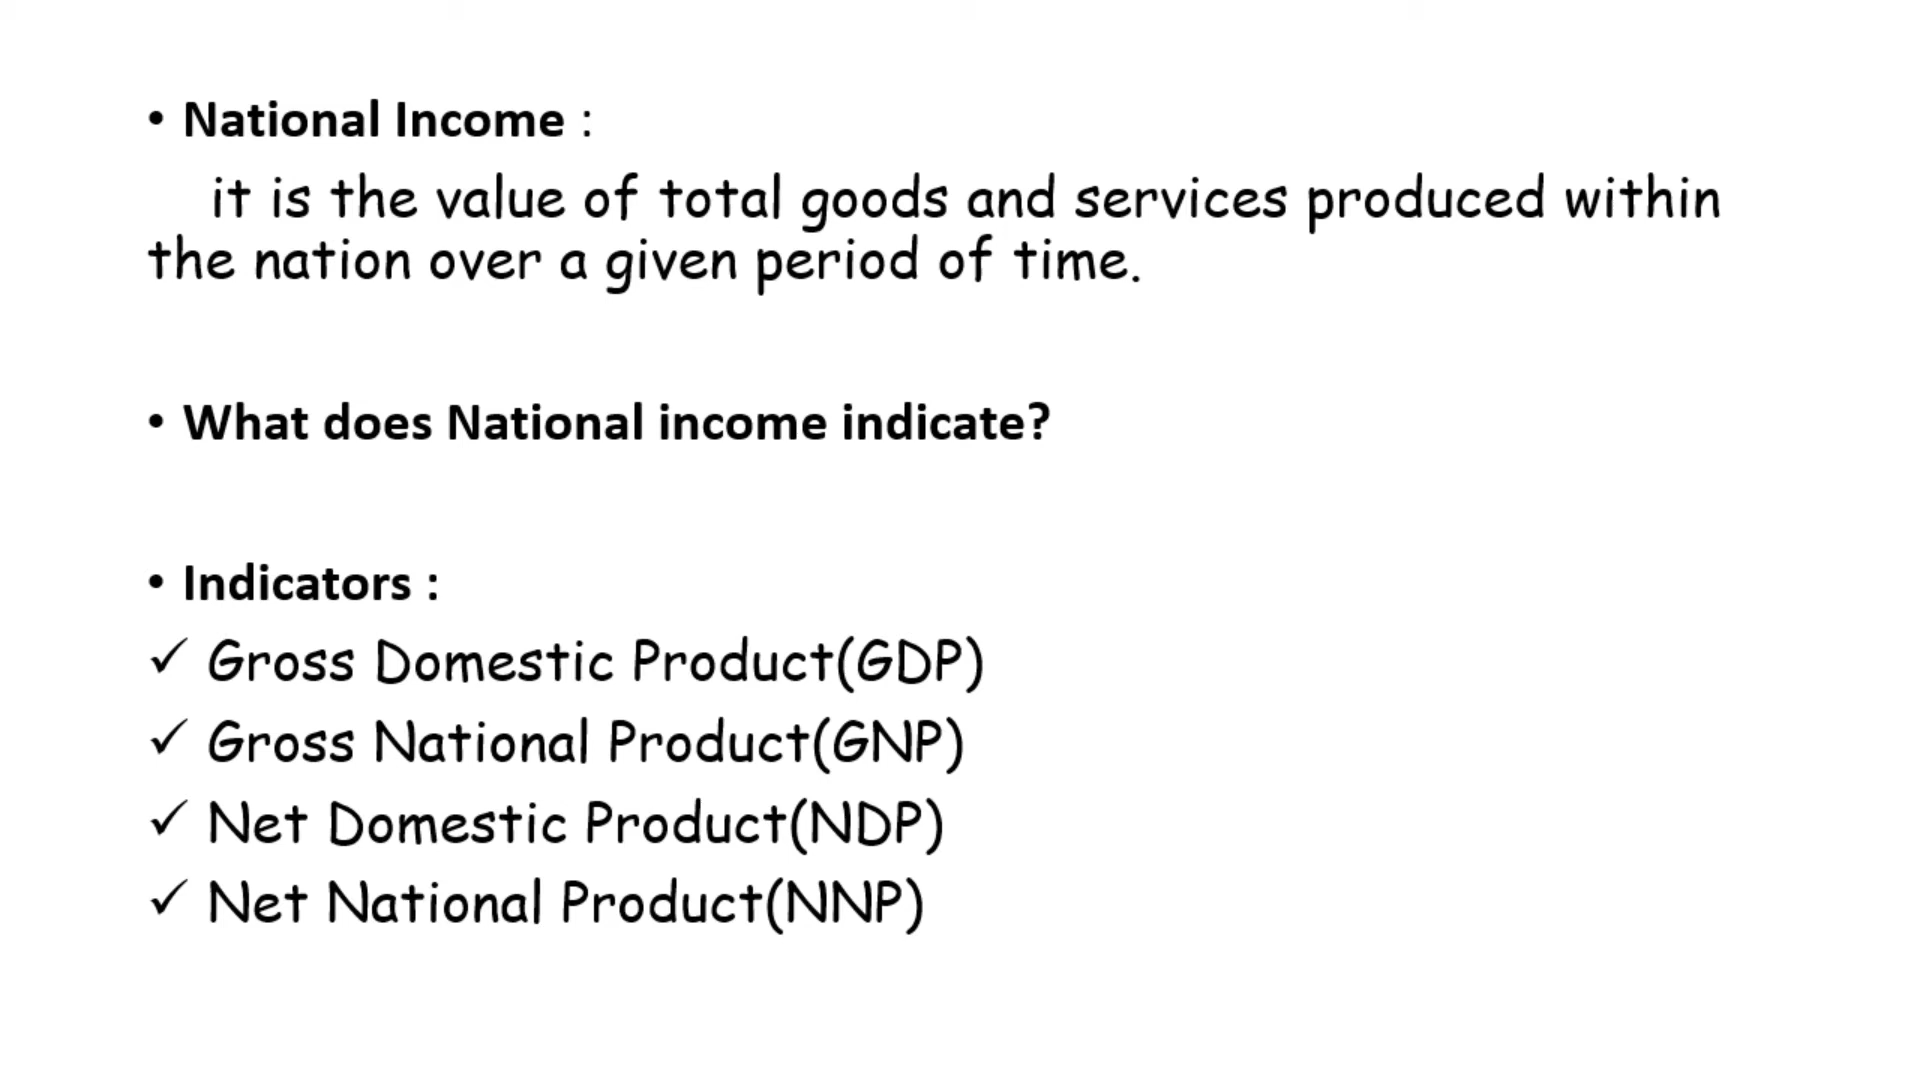 • National Income :
it is the value of total goods and services produced within
the nation over a given period of time.
• What does National income indicate?
• Indicators :
✓ Gross Domestic Product(GDP)
✓ Gross National Product(GNP)
✓ Net Domestic Product(NDP)
✓ Net National Product(NNP)